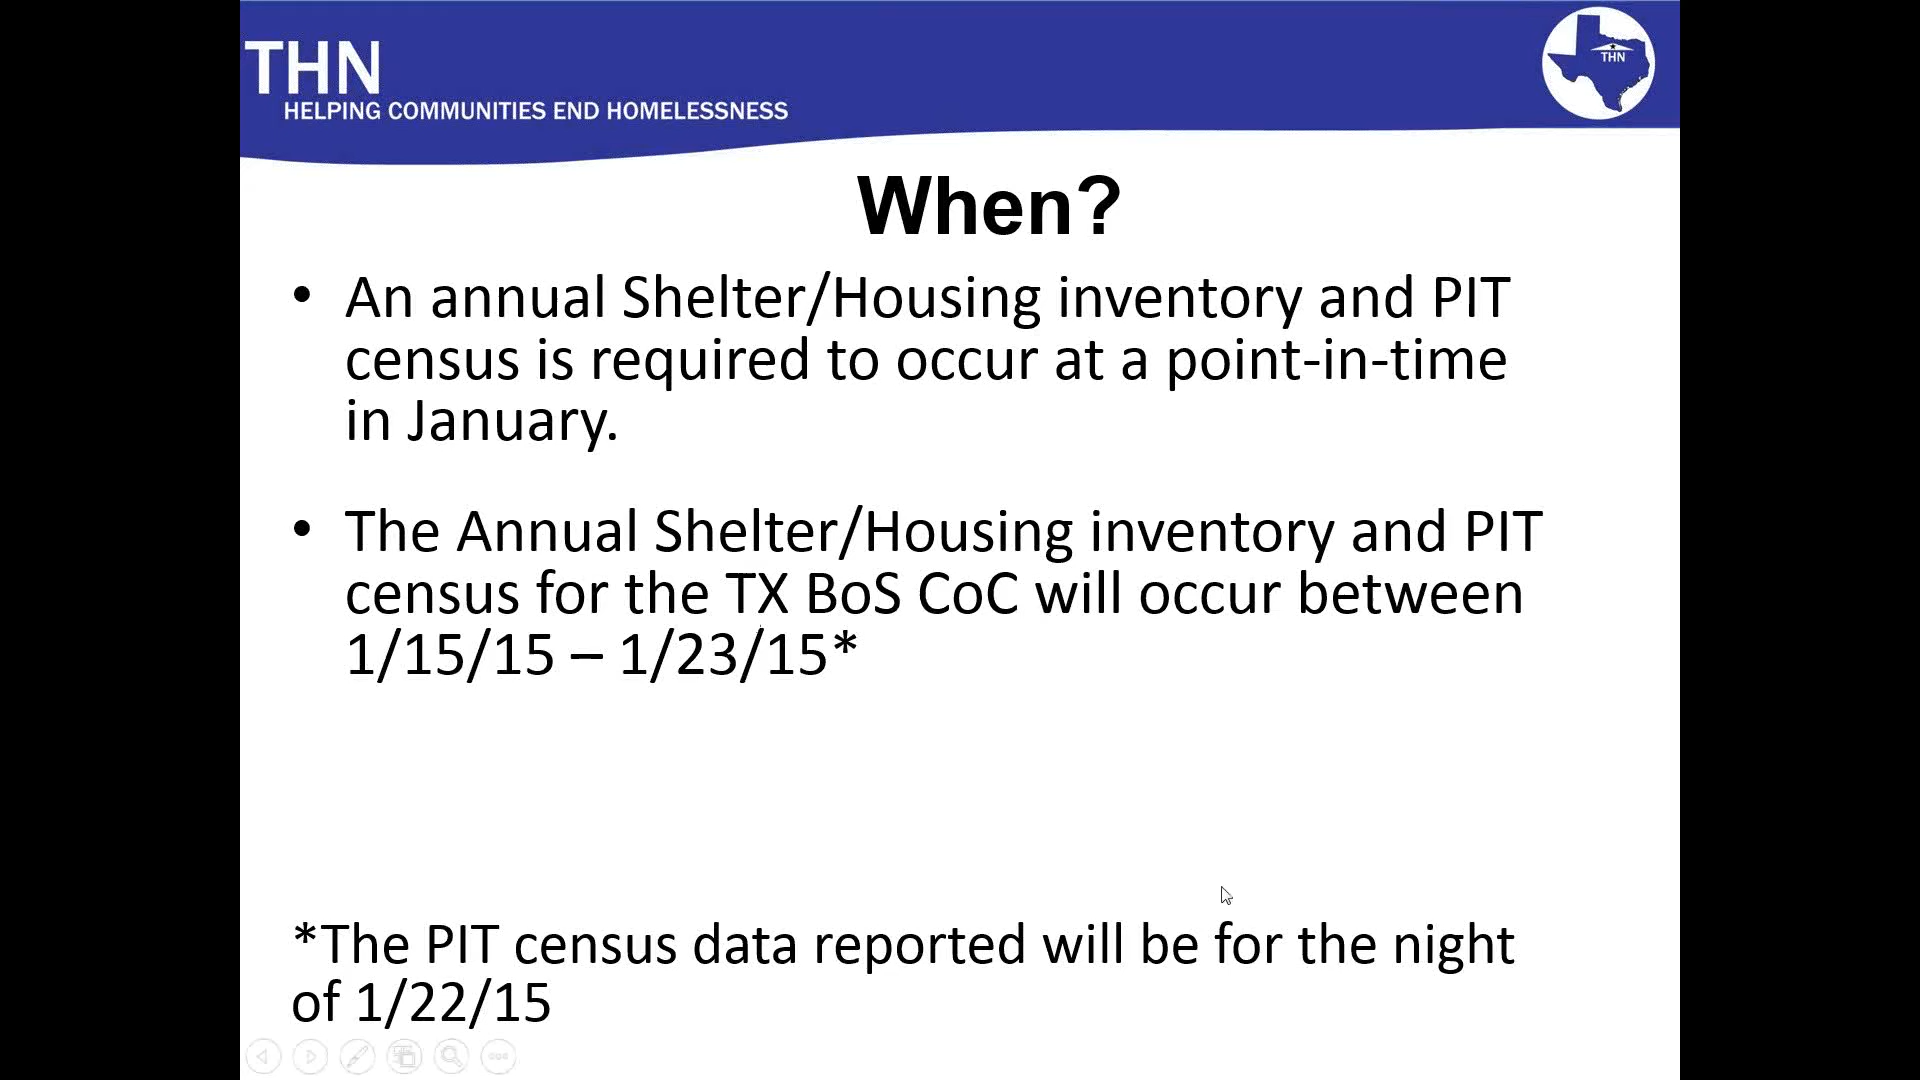 THN
HELPING COMMUNITIES END HOMELESSNESS
THN
When?
• An annual Shelter/Housing inventory and PIT
census is required to occur at a point-in-time
in January.
• The Annual Shelter/Housing inventory and PIT
census for the TX BoS CoC will occur between
1/15/15 – 1/23/15*
*The PIT census data reported will be for the night
of 1/22/15